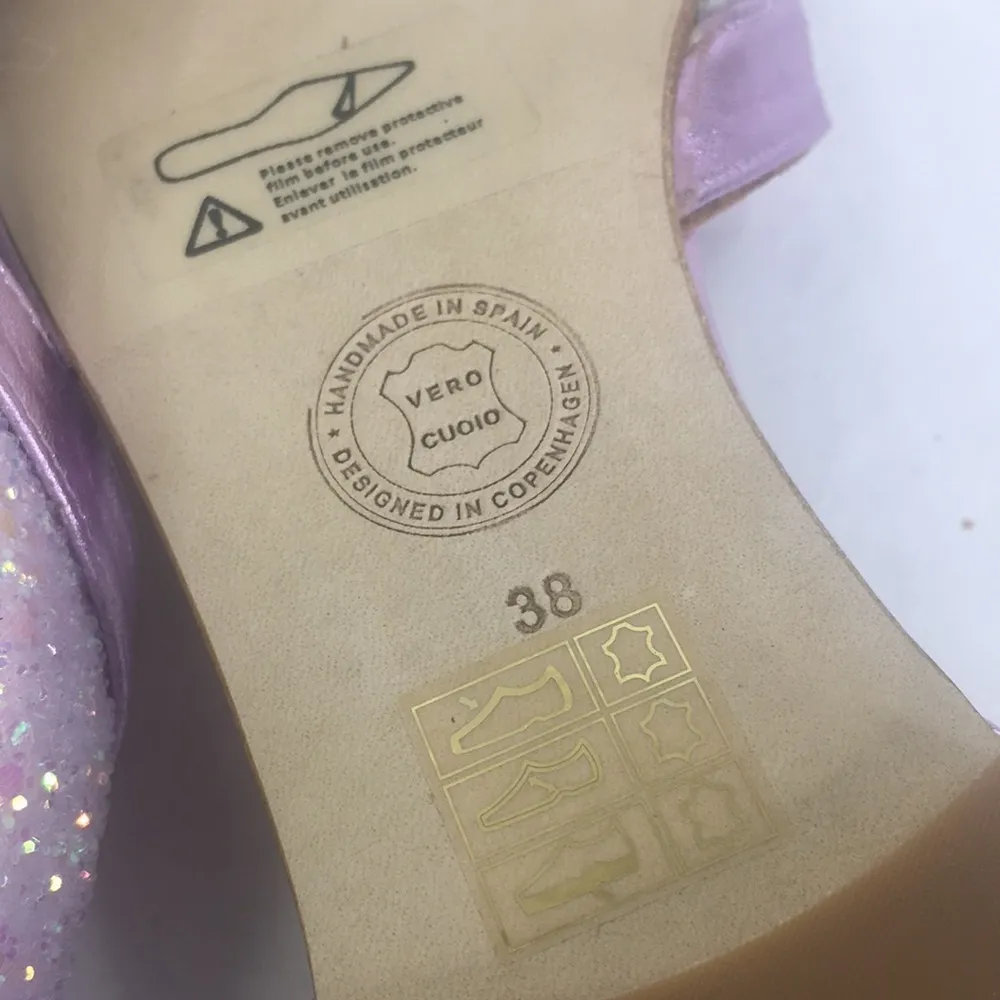 Please remove protective
film before use.
Enlever le film protecteur
avant utilisation.
★ HANDMADE IN SPAIN ★
DESIGNED IN COPENHAGEN
VERO
CUOIO
38